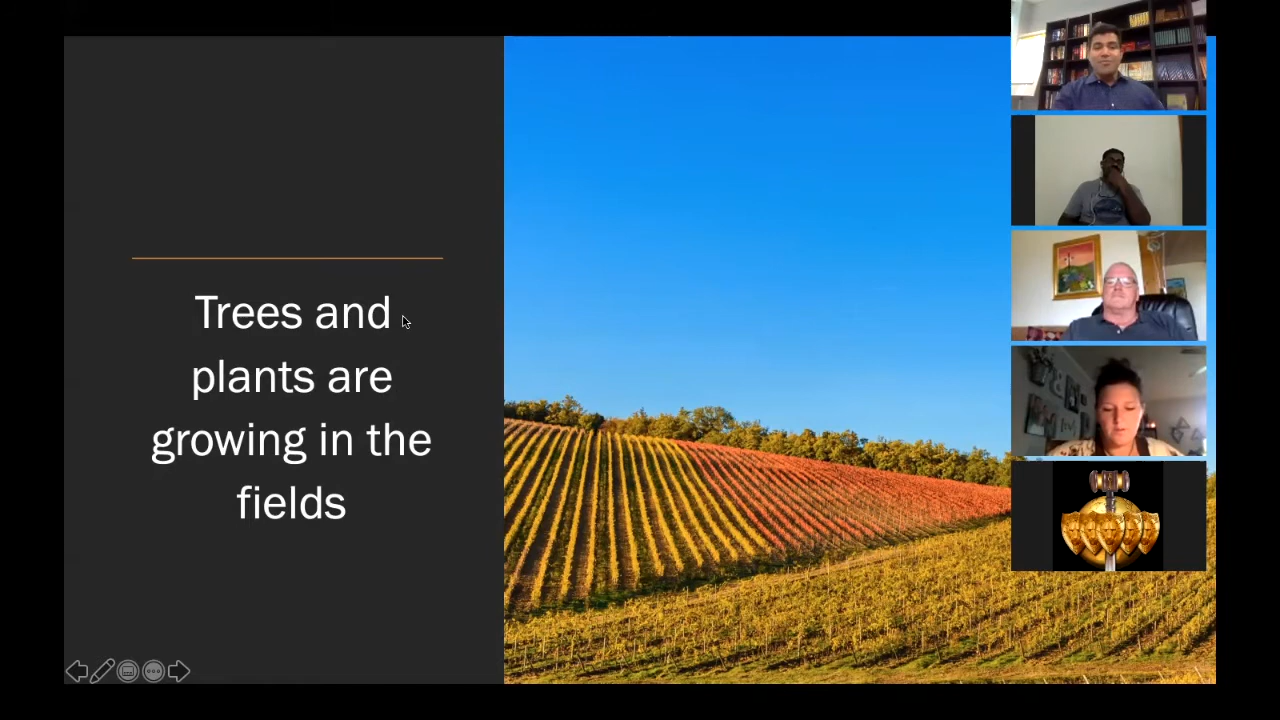 Trees and
plants are
growing in the
fields